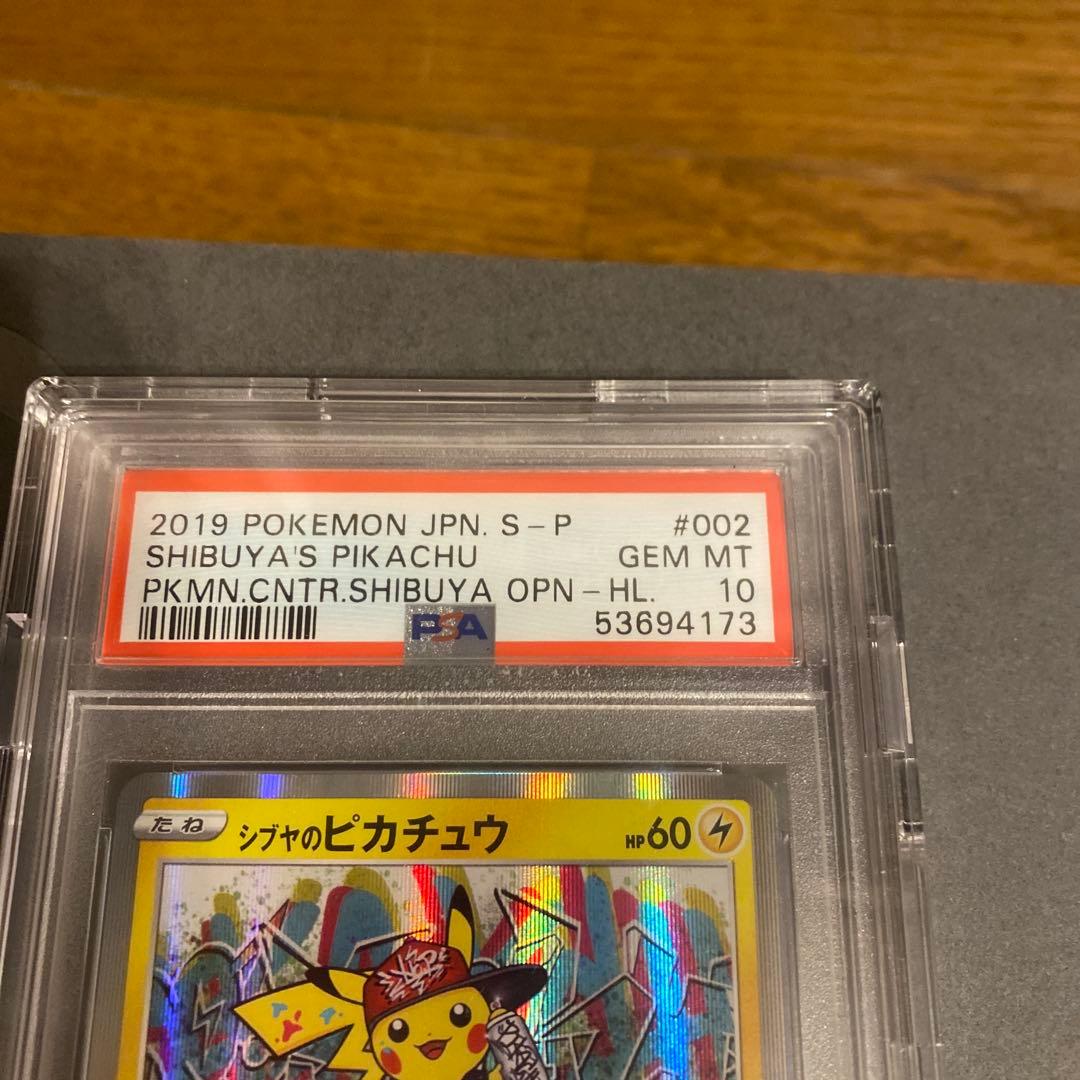 2019 POKEMON JPN. S-P #002
SHIBUYA'S PIKACHU GEM MT
PKMN.CNTR.SHIBUYA OPN-HL. 10
PSA 53694173
たね シブヤのピカチュウ HP60